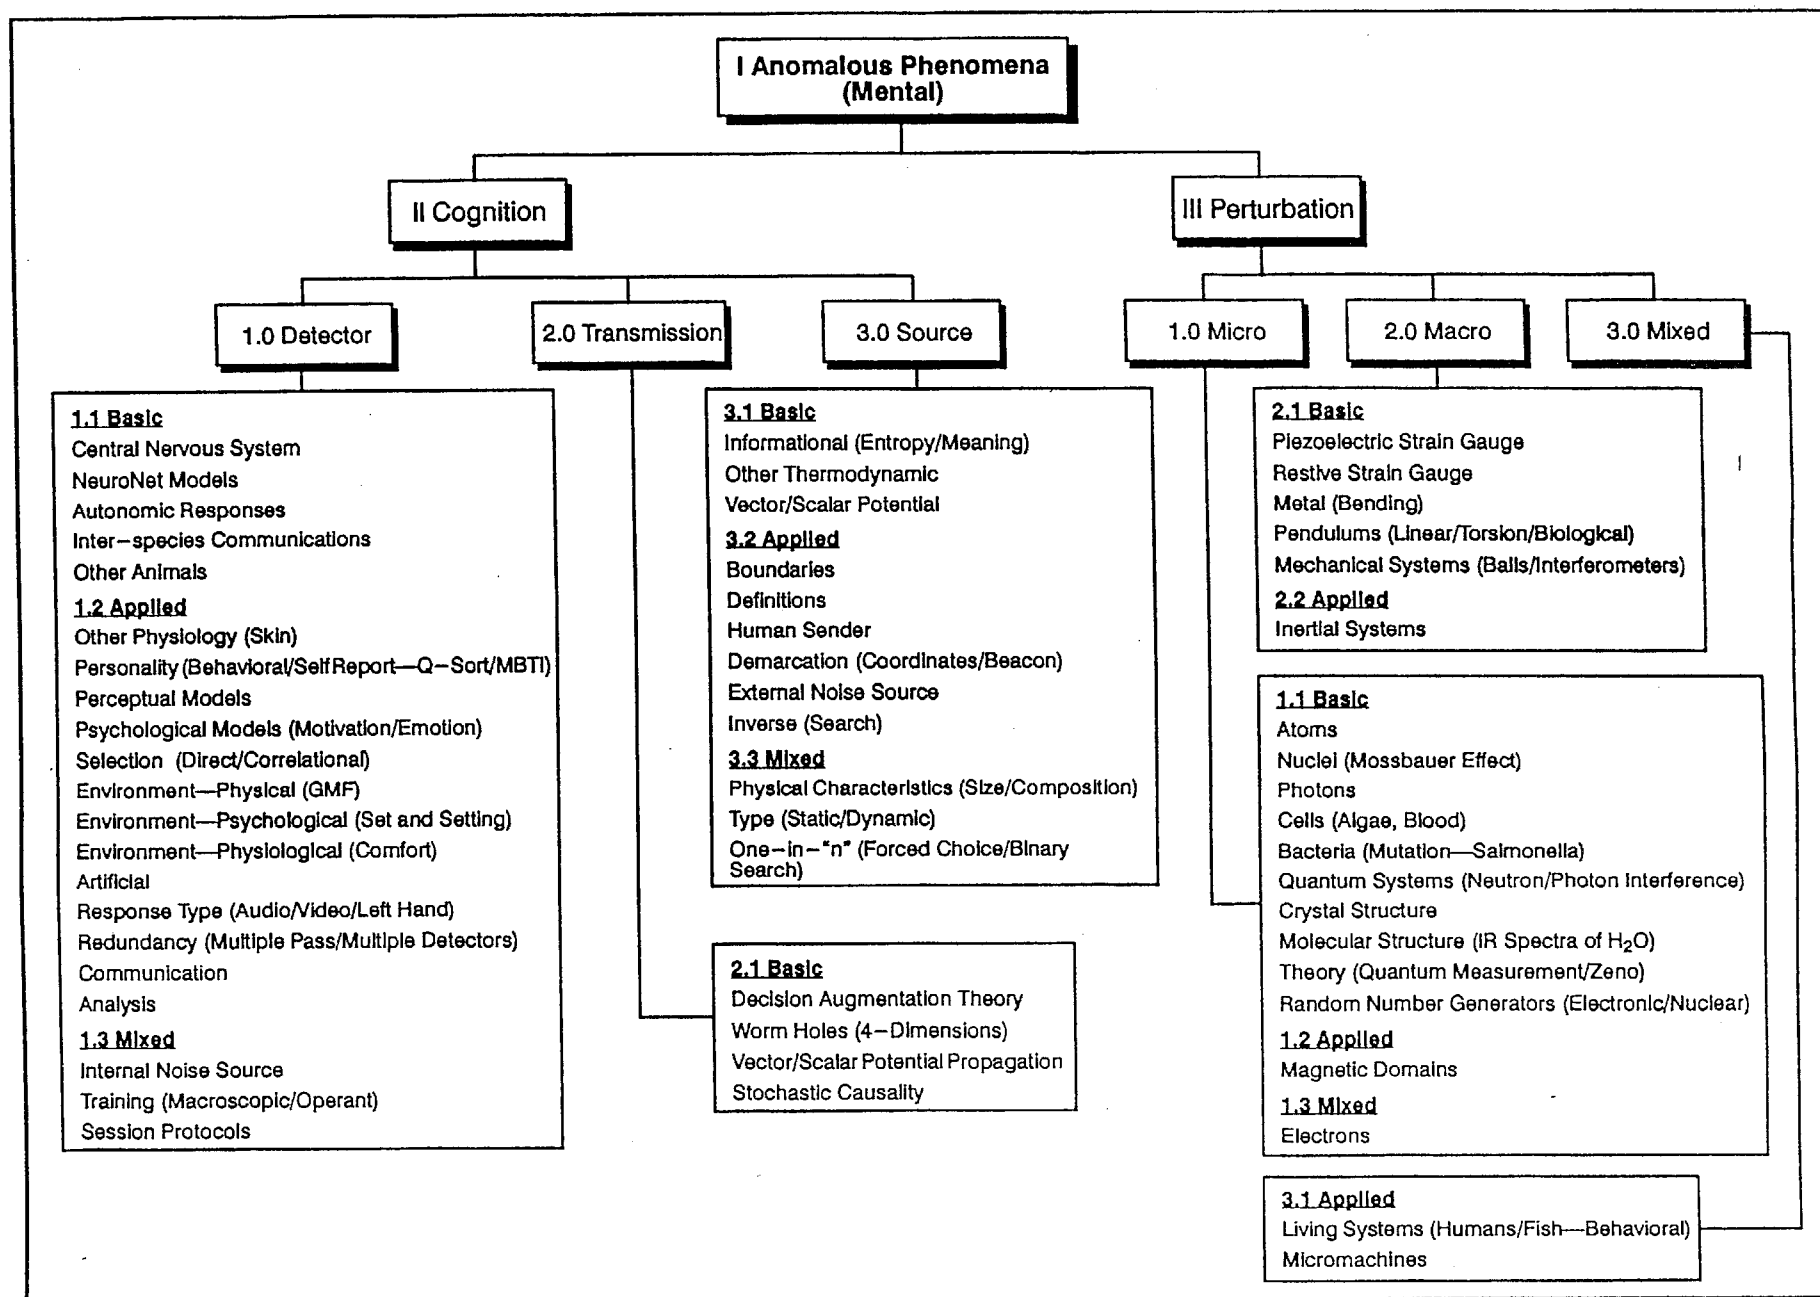 I Anomalous Phenomena
(Mental)
II Cognition
III Perturbation
1.0 Detector
2.0 Transmission
3.0 Source
1.0 Micro
2.0 Macro
3.0 Mixed
1.1 Basic
Central Nervous System
NeuroNet Models
Autonomic Responses
Inter-species Communications
Other Animals
1.2 Applied
Other Physiology (Skin)
Personality (Behavioral/Self Report—Q-Sort/MBTI)
Perceptual Models
Psychological Models (Motivation/Emotion)
Selection (Direct/Correlational)
Environment—Physical (GMF)
Environment—Psychological (Set and Setting)
Environment—Physiological (Comfort)
Artificial
Response Type (Audio/Video/Left Hand)
Redundancy (Multiple Pass/Multiple Detectors)
Communication
Analysis
1.3 Mixed
Internal Noise Source
Training (Macroscopic/Operant)
Session Protocols
3.1 Basic
Informational (Entropy/Meaning)
Other Thermodynamic
Vector/Scalar Potential
3.2 Applied
Boundaries
Definitions
Human Sender
Demarcation (Coordinates/Beacon)
External Noise Source
Inverse (Search)
3.3 Mixed
Physical Characteristics (Size/Composition)
Type (Static/Dynamic)
One-in-"n" (Forced Choice/Binary
Search)
2.1 Basic
Decision Augmentation Theory
Worm Holes (4-Dimensions)
Vector/Scalar Potential Propagation
Stochastic Causality
2.1 Basic
Piezoelectric Strain Gauge
Restive Strain Gauge
Metal (Bending)
Pendulums (Linear/Torsion/Biological)
Mechanical Systems (Balls/Interferometers)
2.2 Applied
Inertial Systems
1.1 Basic
Atoms
Nuclei (Mossbauer Effect)
Photons
Cells (Algae, Blood)
Bacteria (Mutation—Salmonella)
Quantum Systems (Neutron/Photon Interference)
Crystal Structure
Molecular Structure (IR Spectra of H₂O)
Theory (Quantum Measurement/Zeno)
Random Number Generators (Electronic/Nuclear)
1.2 Applied
Magnetic Domains
1.3 Mixed
Electrons
3.1 Applied
Living Systems (Humans/Fish—Behavioral)
Micromachines